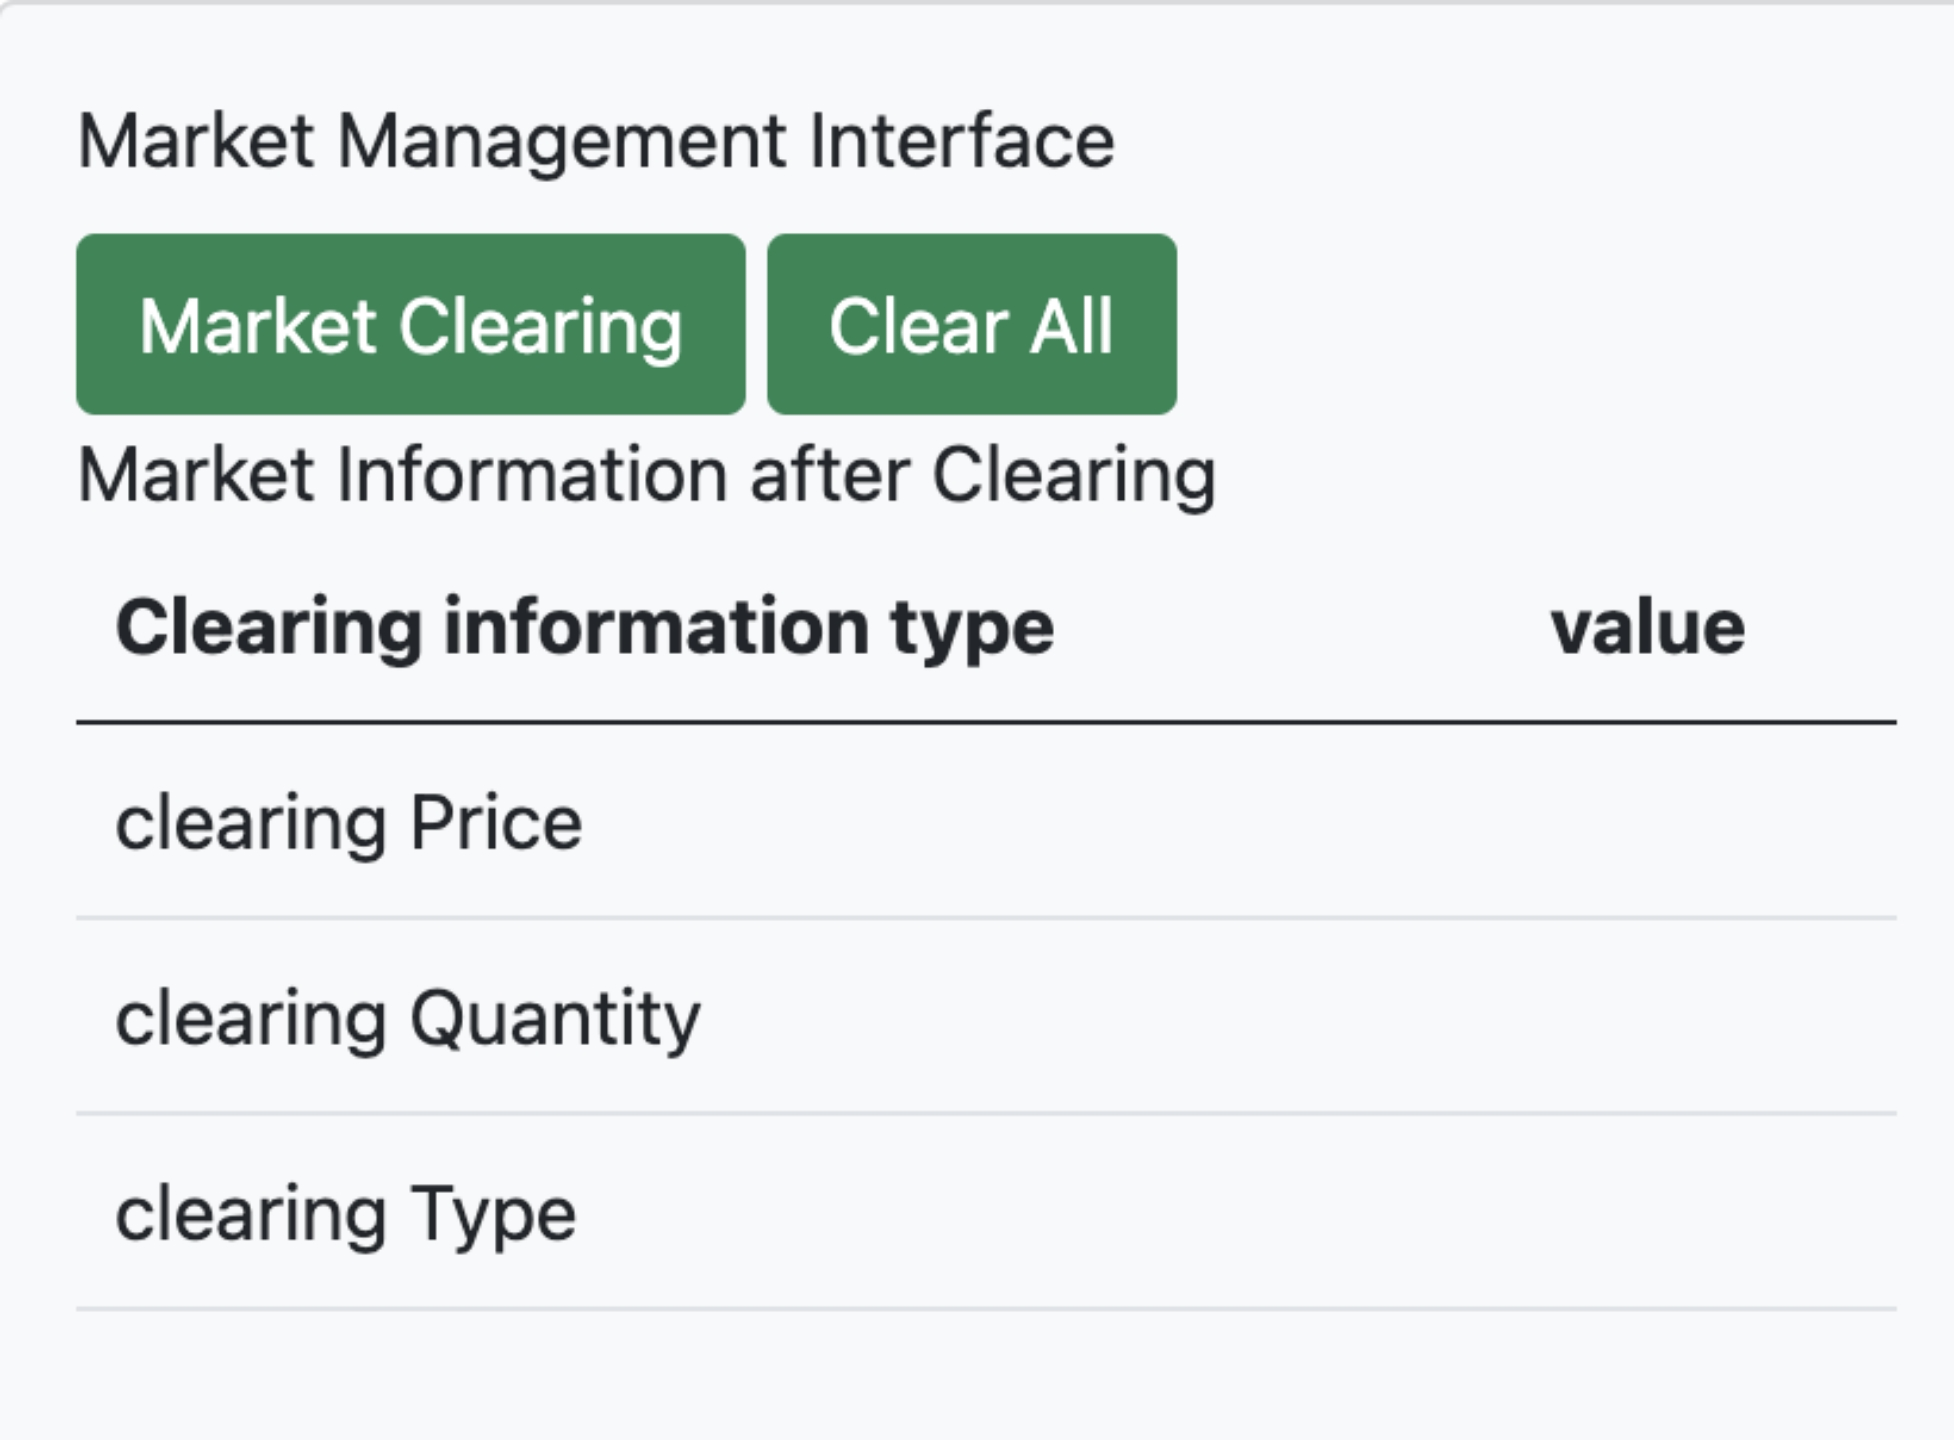 Market Management Interface
Market Clearing Clear All
Market Information after Clearing
Clearing information type value
clearing Price
clearing Quantity
clearing Type